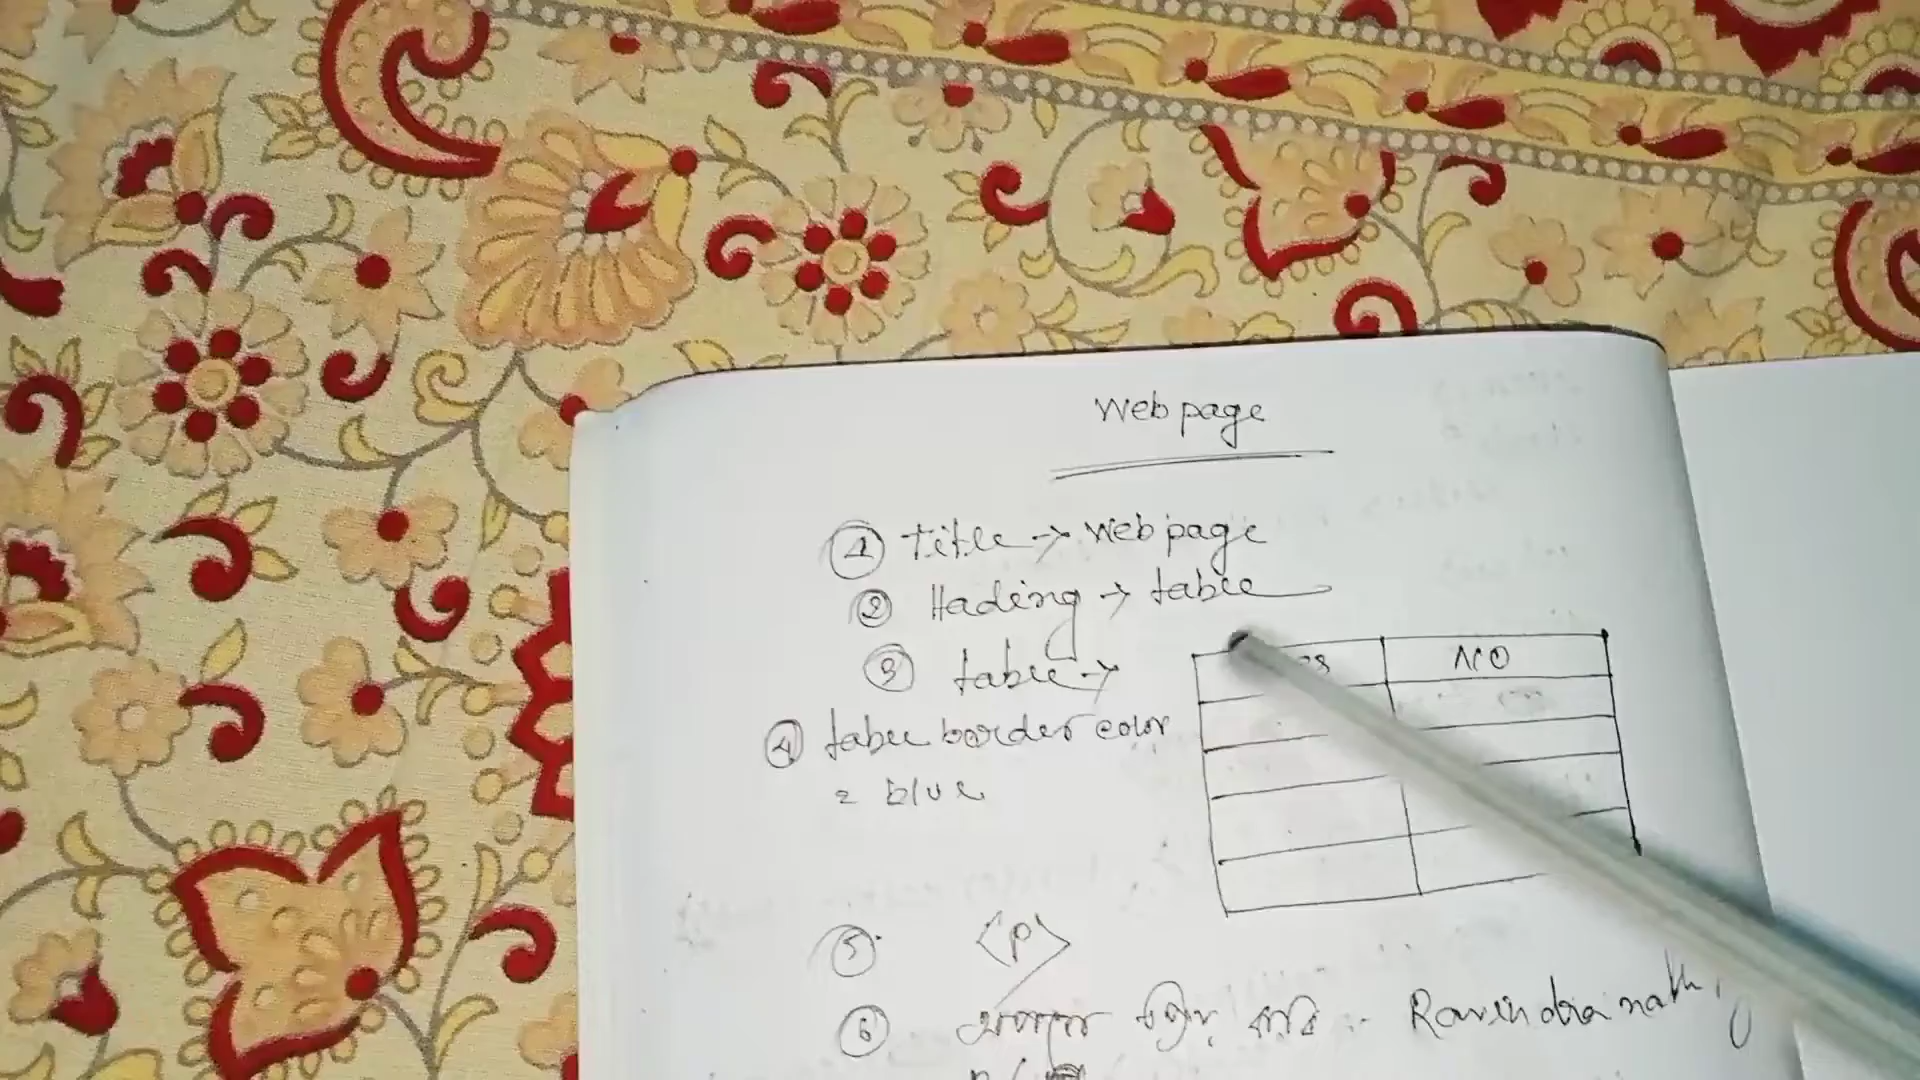 Web page
① title → Web page
② Hading → table
③ table →
NO
④ table border color
= blue
⑤ <p>
⑥ প্রিয় কবি - Ravindranath